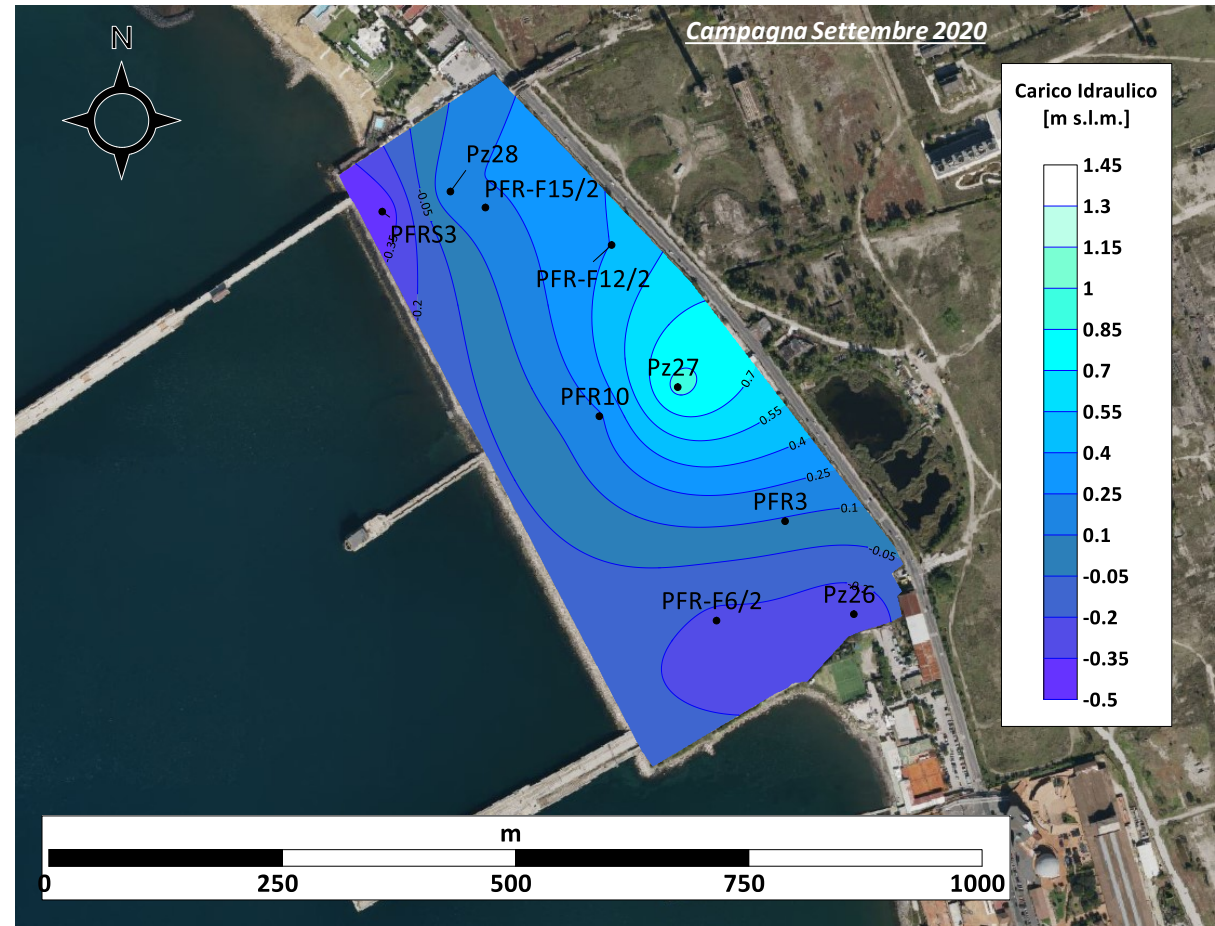 Campagna Settembre 2020
N
Carico Idraulico
[m s.l.m.]
1.45
1.3
1.15
1
0.85
0.7
0.55
0.4
0.25
0.1
-0.05
-0.2
-0.35
-0.5
Pz28
PFR-F15/2
PFRS3
-0.05
-0.35
-0.2
PFR-F12/2
Pz27
0.7
PFR10
0.55
0.4
0.25
PFR3
0.1
-0.05
PFR-F6/2
Pz26
m
0 250 500 750 1000